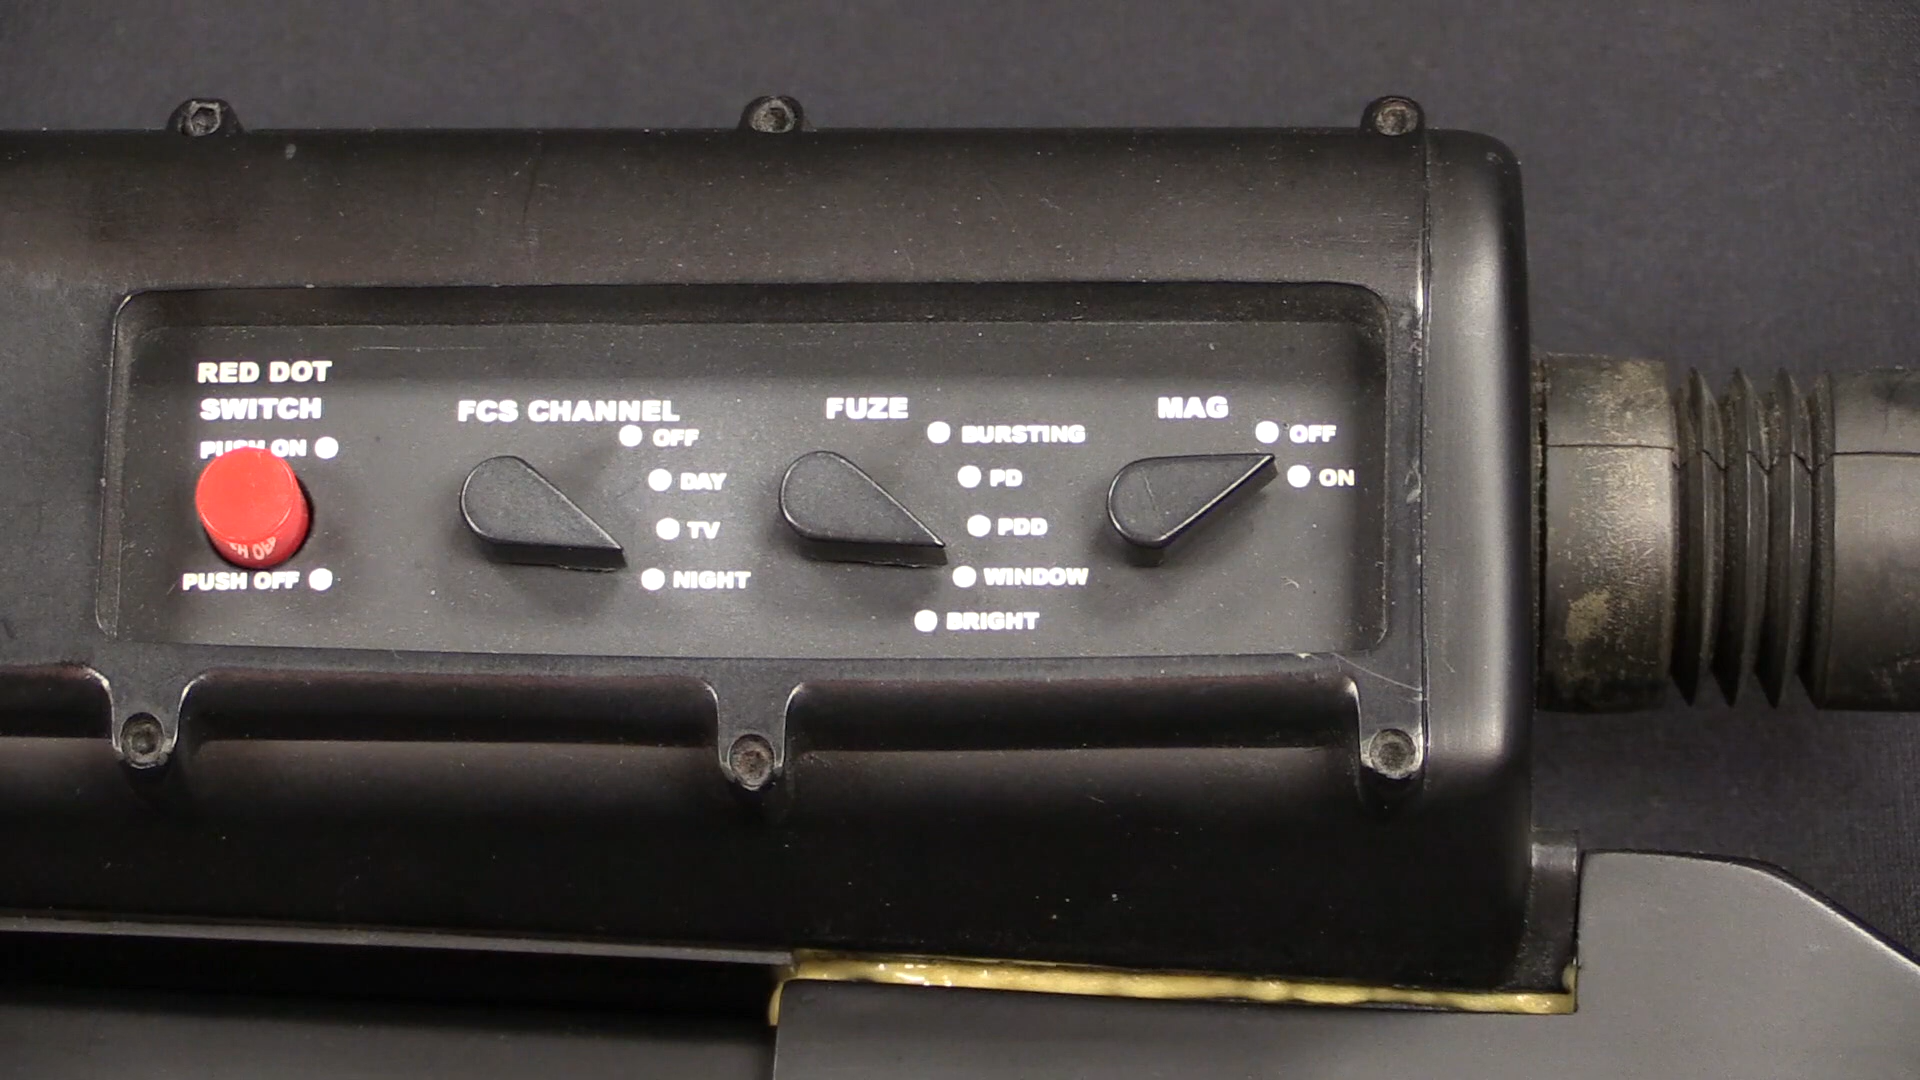 RED DOT
SWITCH
PUSH ON
PUSH OFF
FCS CHANNEL
OFF
DAY
TV
NIGHT
FUZE
BURSTING
PD
PDD
WINDOW
BRIGHT
MAG
OFF
ON